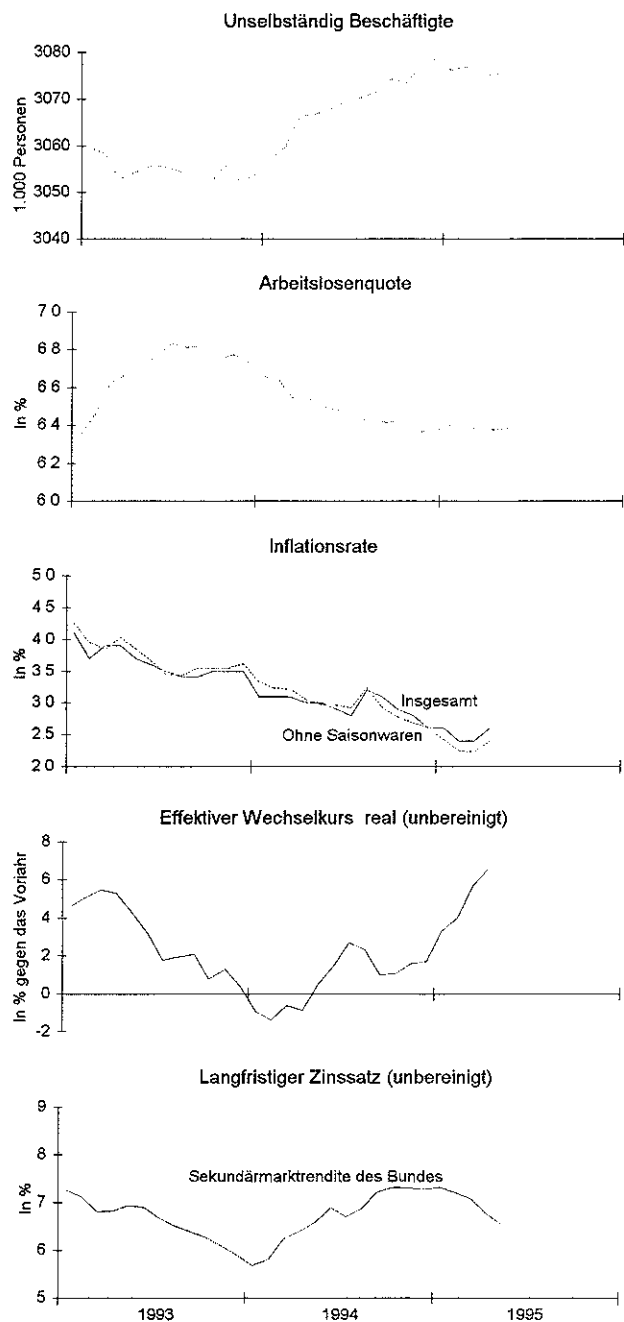 Unselbständig Beschäftigte
1.000 Personen
3080
3070
3060
3050
3040
Arbeitslosenquote
In %
7 0
6 8
6 6
6 4
6 2
6 0
Inflationsrate
In %
5 0
4 5
4 0
3 5
3 0
2 5
2 0
Insgesamt
Ohne Saisonwaren
Effektiver Wechselkurs real (unbereinigt)
In % gegen das Vorjahr
8
6
4
2
0
-2
Langfristiger Zinssatz (unbereinigt)
In %
9
8
7
6
5
Sekundärmarktrendite des Bundes
1993 1994 1995